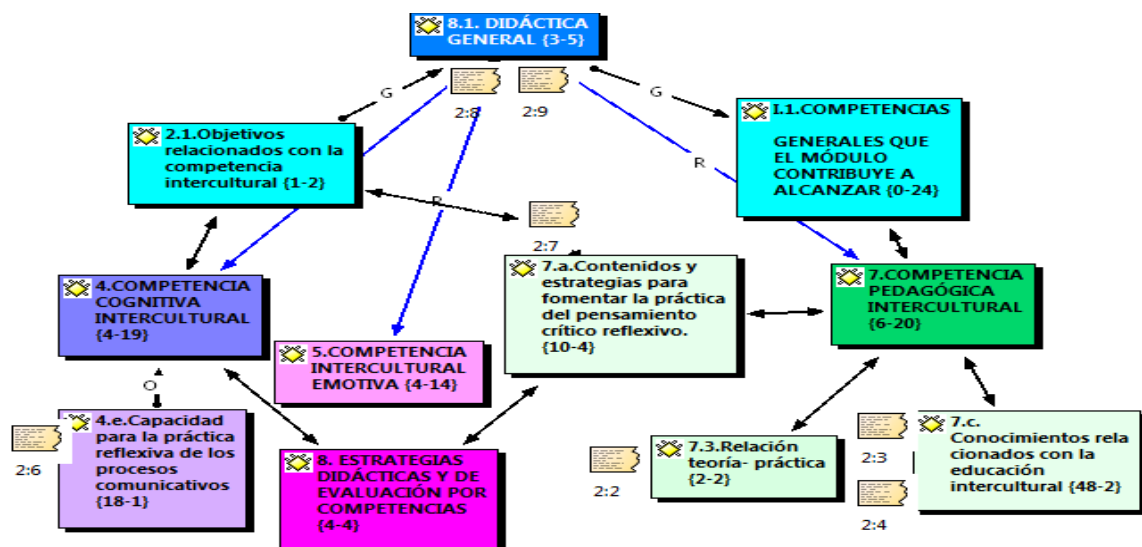 8.1. DIDÁCTICA
GENERAL {3-5}
G
2:8
2:9
G
2.1.Objetivos
relacionados con la
competencia
intercultural {1-2}
I.1.COMPETENCIAS
GENERALES QUE
EL MÓDULO
CONTRIBUYE A
ALCANZAR {0-24}
R
R
2:7
4.COMPETENCIA
COGNITIVA
INTERCULTURAL
{4-19}
7.a.Contenidos y
estrategias para
fomentar la práctica
del pensamiento
crítico reflexivo.
{10-4}
7.COMPETENCIA
PEDAGÓGICA
INTERCULTURAL
{6-20}
5.COMPETENCIA
INTERCULTURAL
EMOTIVA {4-14}
O
4.e.Capacidad
para la práctica
reflexiva de los
procesos
comunicativos
{18-1}
2:6
8. ESTRATEGIAS
DIDÁCTICAS Y DE
EVALUACIÓN POR
COMPETENCIAS
{4-4}
2:2
7.3.Relación
teoría- práctica
{2-2}
2:3
2:4
7.c.
Conocimientos rela
cionados con la
educación
intercultural {48-2}